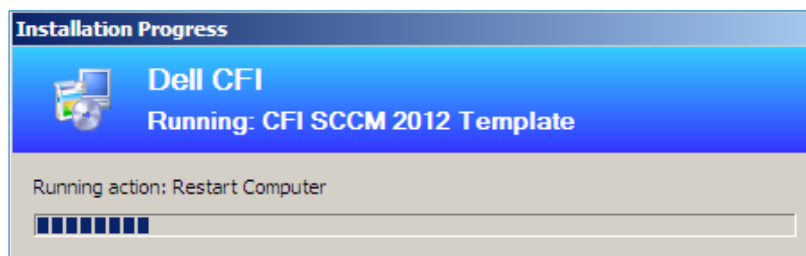 Installation Progress
Dell CFI
Running: CFI SCCM 2012 Template
Running action: Restart Computer